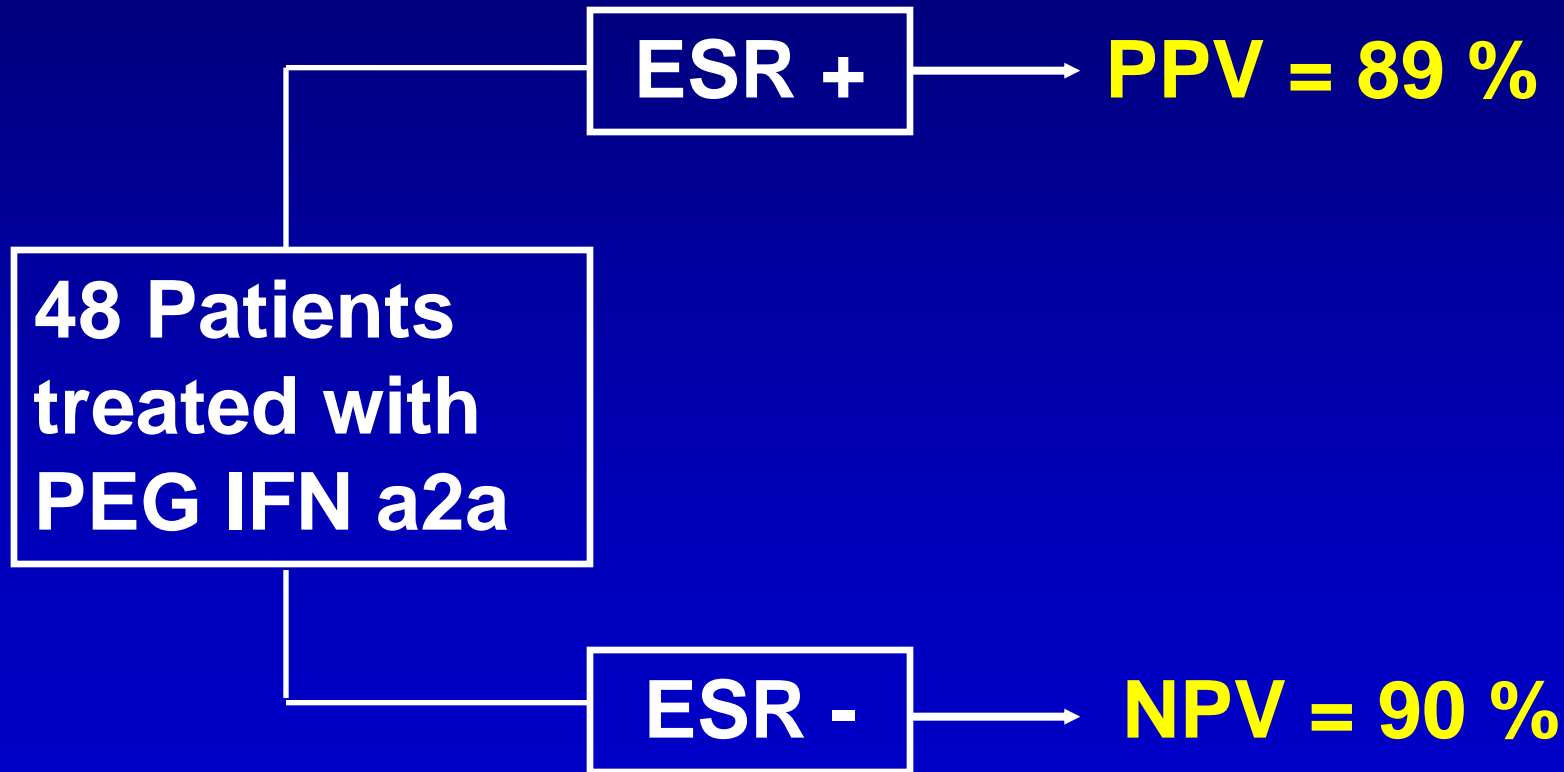 ESR +
PPV = 89 %
48 Patients
treated with
PEG IFN a2a
ESR -
NPV = 90 %